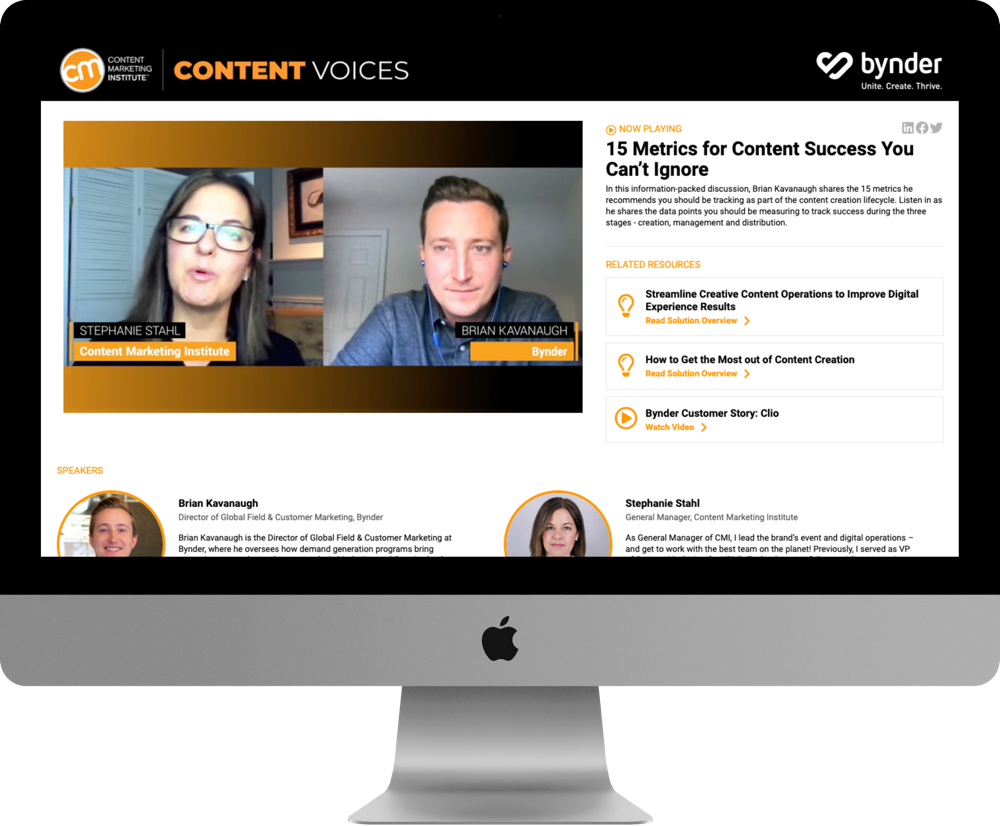 cm
CONTENT
MARKETING
INSTITUTE™
CONTENT VOICES
bynder
Unite. Create. Thrive.
STEPHANIE STAHL
Content Marketing Institute
BRIAN KAVANAUGH
Bynder
NOW PLAYING
15 Metrics for Content Success You
Can’t Ignore
In this information-packed discussion, Brian Kavanaugh shares the 15 metrics he
recommends you should be tracking as part of the content creation lifecycle. Listen in as
he shares the data points you should be measuring to track success during the three
stages - creation, management and distribution.
RELATED RESOURCES
Streamline Creative Content Operations to Improve Digital
Experience Results
Read Solution Overview
How to Get the Most out of Content Creation
Read Solution Overview
Bynder Customer Story: Clio
Watch Video
SPEAKERS
Brian Kavanaugh
Director of Global Field & Customer Marketing, Bynder
Brian Kavanaugh is the Director of Global Field & Customer Marketing at
Bynder, where he oversees how demand generation programs bring
Stephanie Stahl
General Manager, Content Marketing Institute
As General Manager of CMI, I lead the brand’s event and digital operations –
and get to work with the best team on the planet! Previously, I served as VP